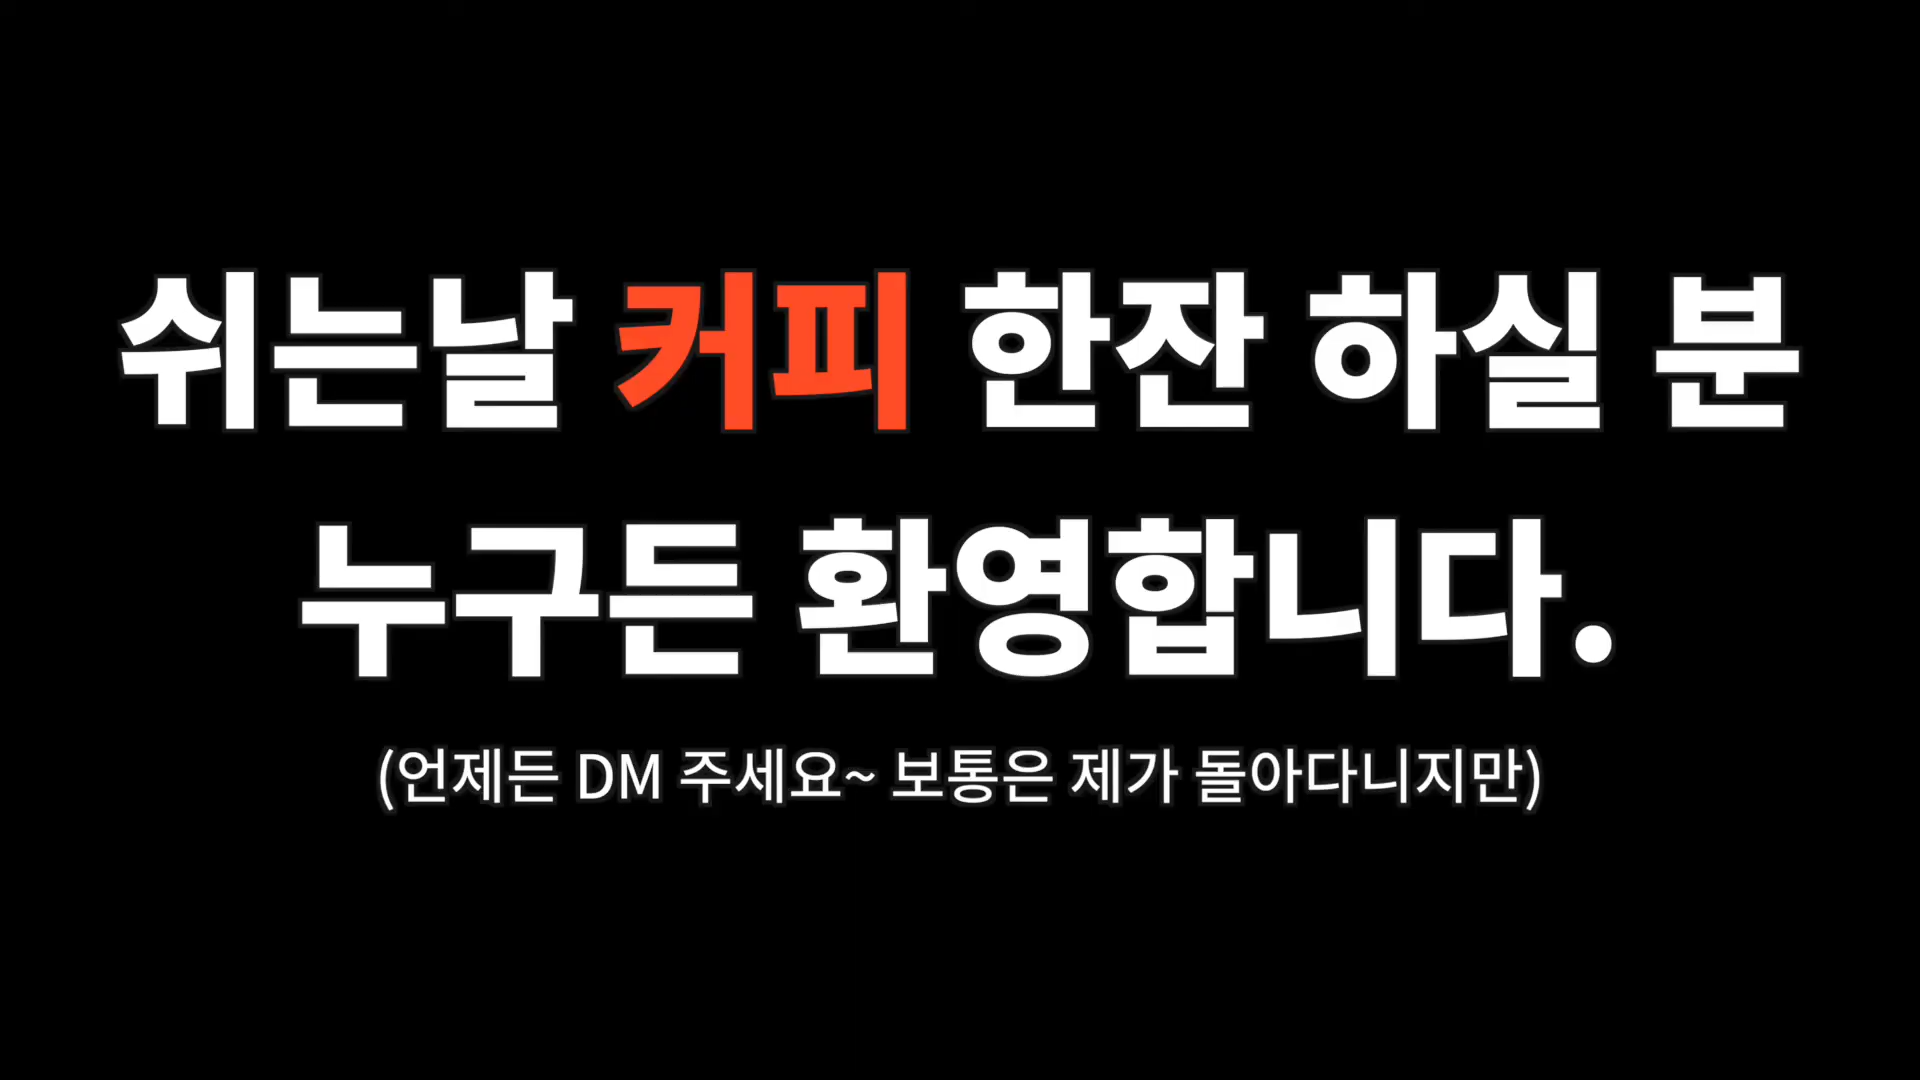 쉬는날 커피 한잔 하실 분
누구든 환영합니다.
(언제든 DM 주세요~ 보통은 제가 돌아다니지만)